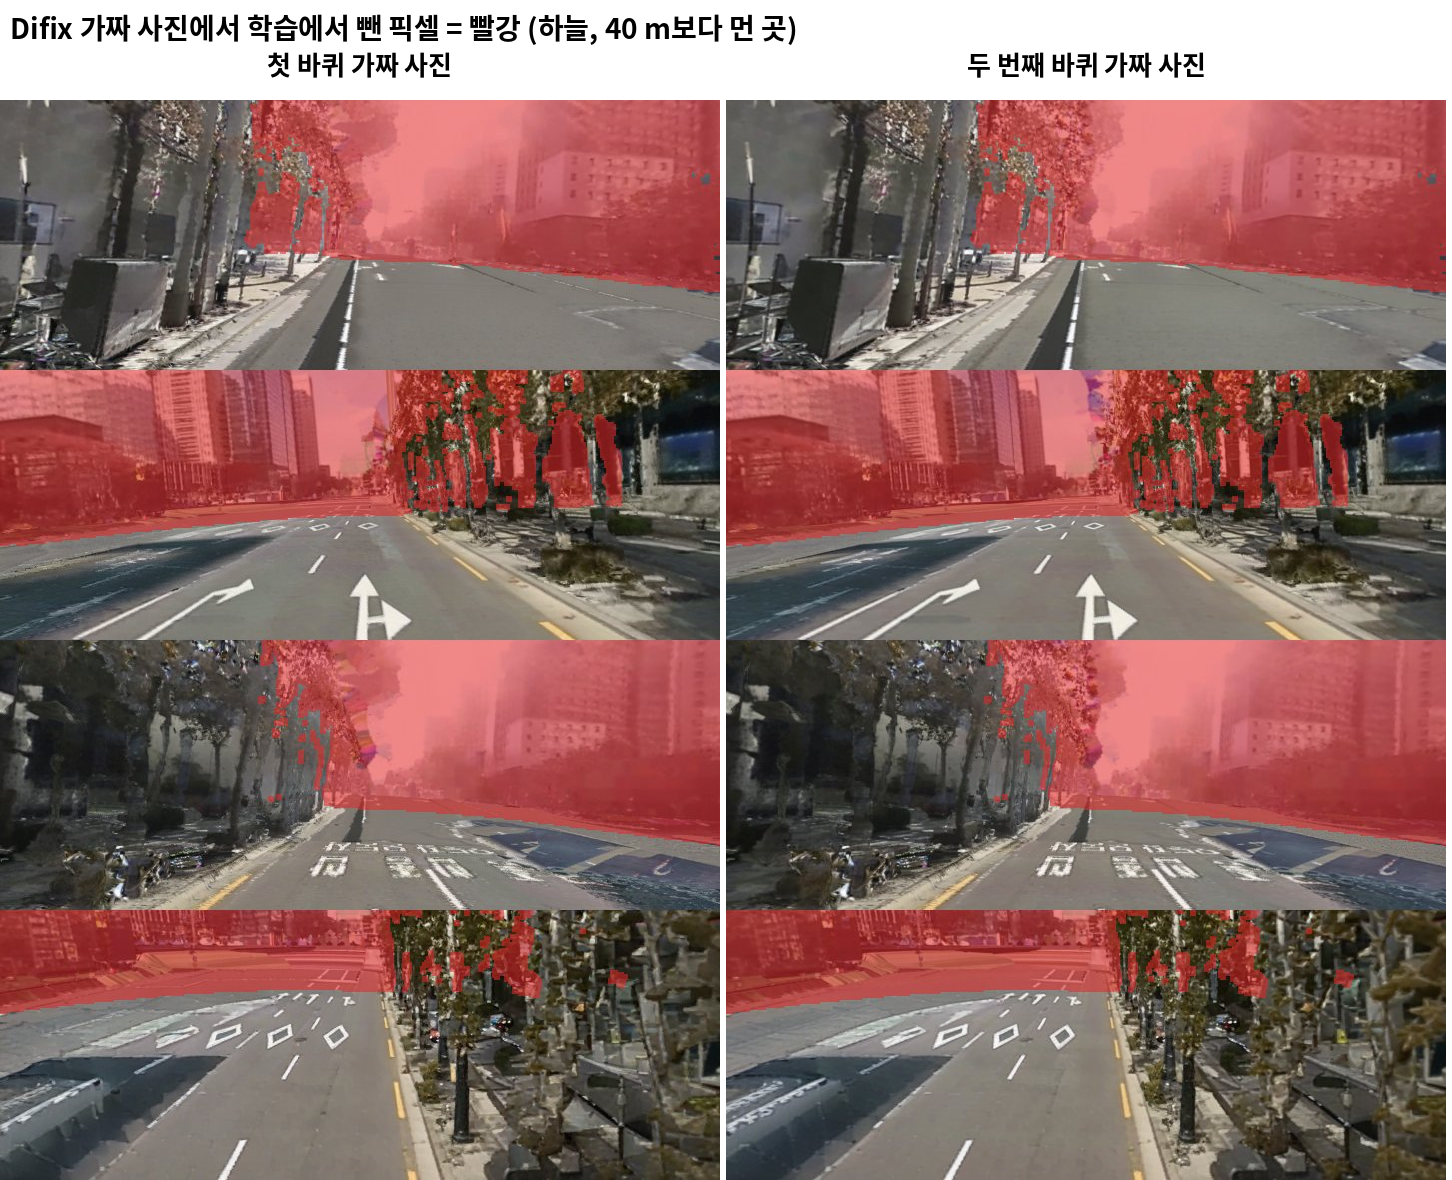 Difix 가짜 사진에서 학습에서 뺀 픽셀 = 빨강 (하늘, 40 m보다 먼 곳)
첫 바퀴 가짜 사진
두 번째 바퀴 가짜 사진